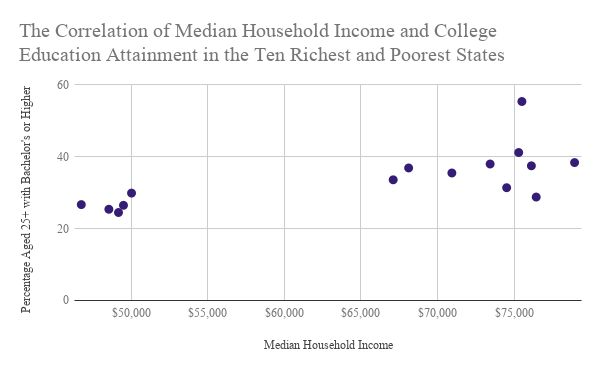 The Correlation of Median Household Income and College
Education Attainment in the Ten Richest and Poorest States
Percentage Aged 25+ with Bachelor's or Higher
60
40
20
0
$50,000
$55,000
$60,000
$65,000
$70,000
$75,000
Median Household Income